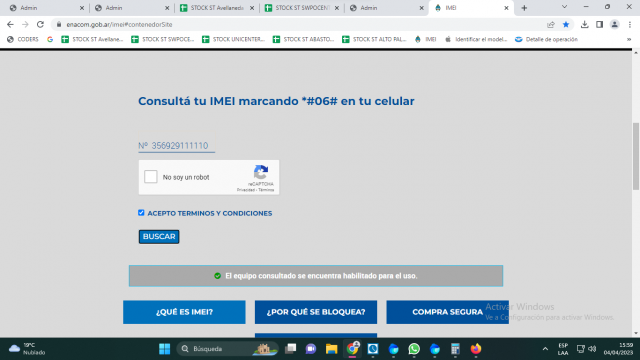 Admin
Admin
STOCK ST Avellaneda
STOCK ST SWPOCENT
Admin
IMEI
enacom.gob.ar/imei#contenedorSite
CODERS
G
STOCK ST Avellane...
STOCK ST SWPOCE...
STOCK UNICENTER...
STOCK ST ABASTO...
STOCK ST ALTO PAL...
IMEI
Identificar el model...
Detalle de operación
Consultá tu IMEI marcando *#06# en tu celular
Nº 356929111110
No soy un robot
reCAPTCHA
Privacidad - Términos
ACEPTO TERMINOS Y CONDICIONES
BUSCAR
El equipo consultado se encuentra habilitado para el uso.
¿QUÉ ES IMEI?
¿POR QUÉ SE BLOQUEA?
COMPRA SEGURA
Activar Windows
Ve a Configuración para activar Windows.
19°C
Nublado
Búsqueda
ESP
LAA
15:59
04/04/2023